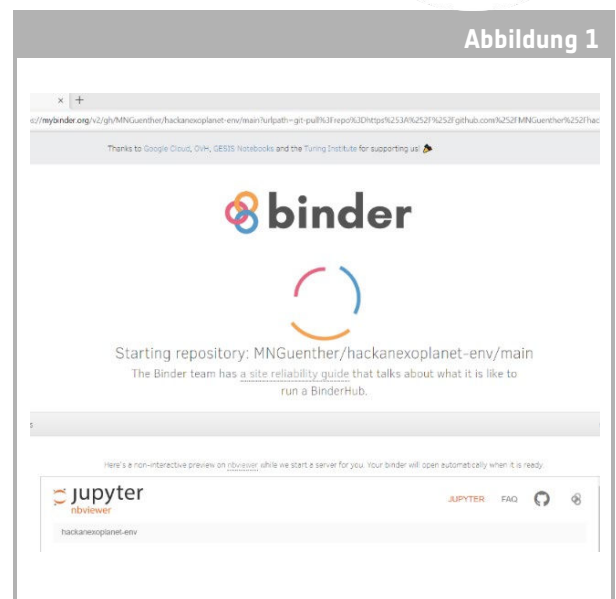 Abbildung 1
× +
s://mybinder.org/v2/gh/MNGuenther/hackanexoplanet-env/main?urlpath=git-pull%3Frepo%3Dhttps%253A%252F%252Fgithub.com%252FMNGuenther%252Fhac
Thanks to Google Cloud, OVH, GESIS Notebooks and the Turing Institute for supporting us! 🎉
binder
Starting repository: MNGuenther/hackanexoplanet-env/main
The Binder team has a site reliability guide that talks about what it is like to
run a BinderHub.
s
Here's a non-interactive preview on nbviewer while we start a server for you. Your binder will open automatically when it is ready.
jupyter
nbviewer
JUPYTER FAQ
hackanexoplanet-env